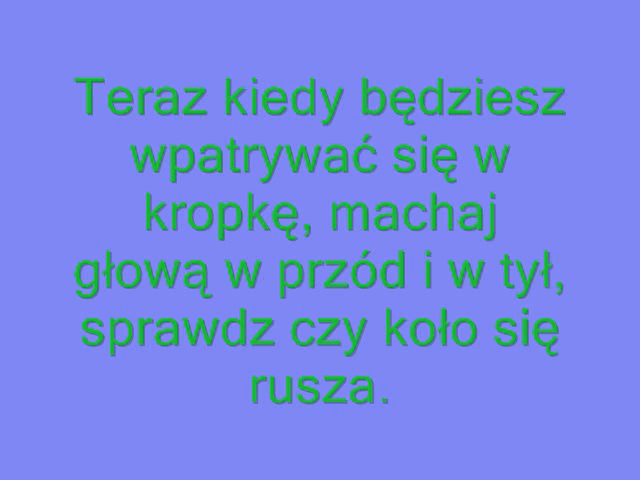 Teraz kiedy będziesz
wpatrywać się w
kropkę, machaj
głową w przód i w tył,
sprawdz czy koło się
rusza.